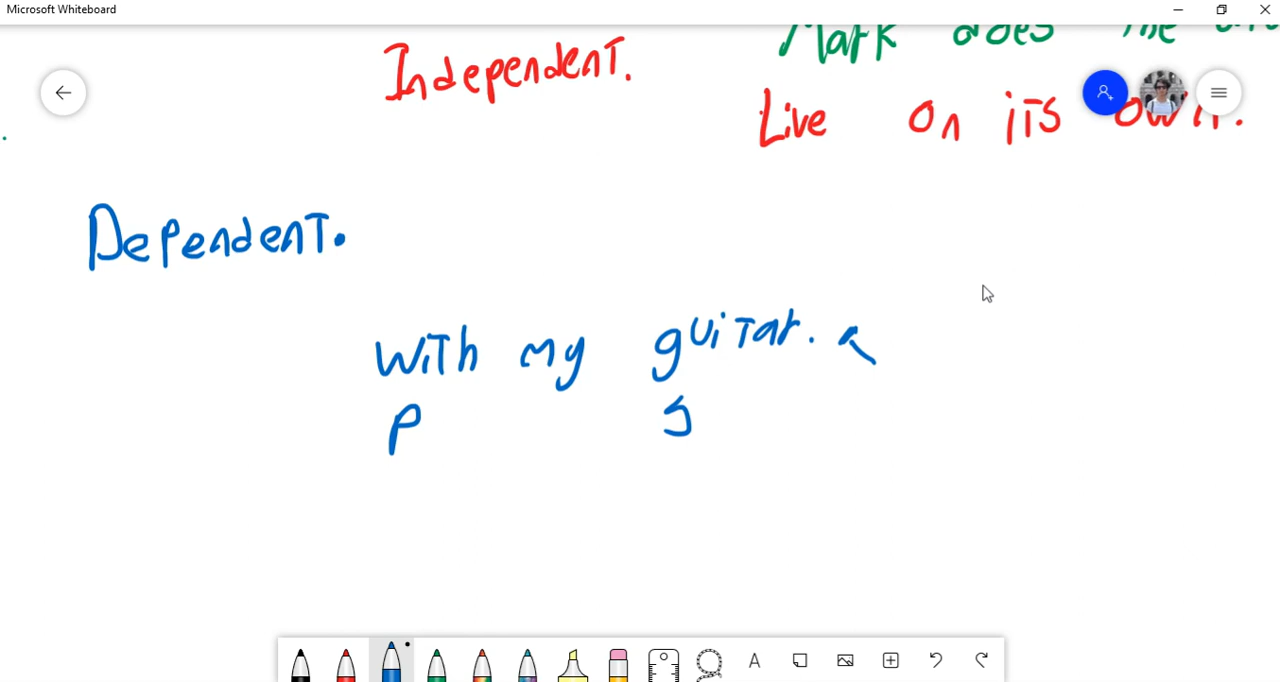 Microsoft Whiteboard
Mark does the
Independent.
Live on its own.
Dependent.
with my guitar.
P S
A